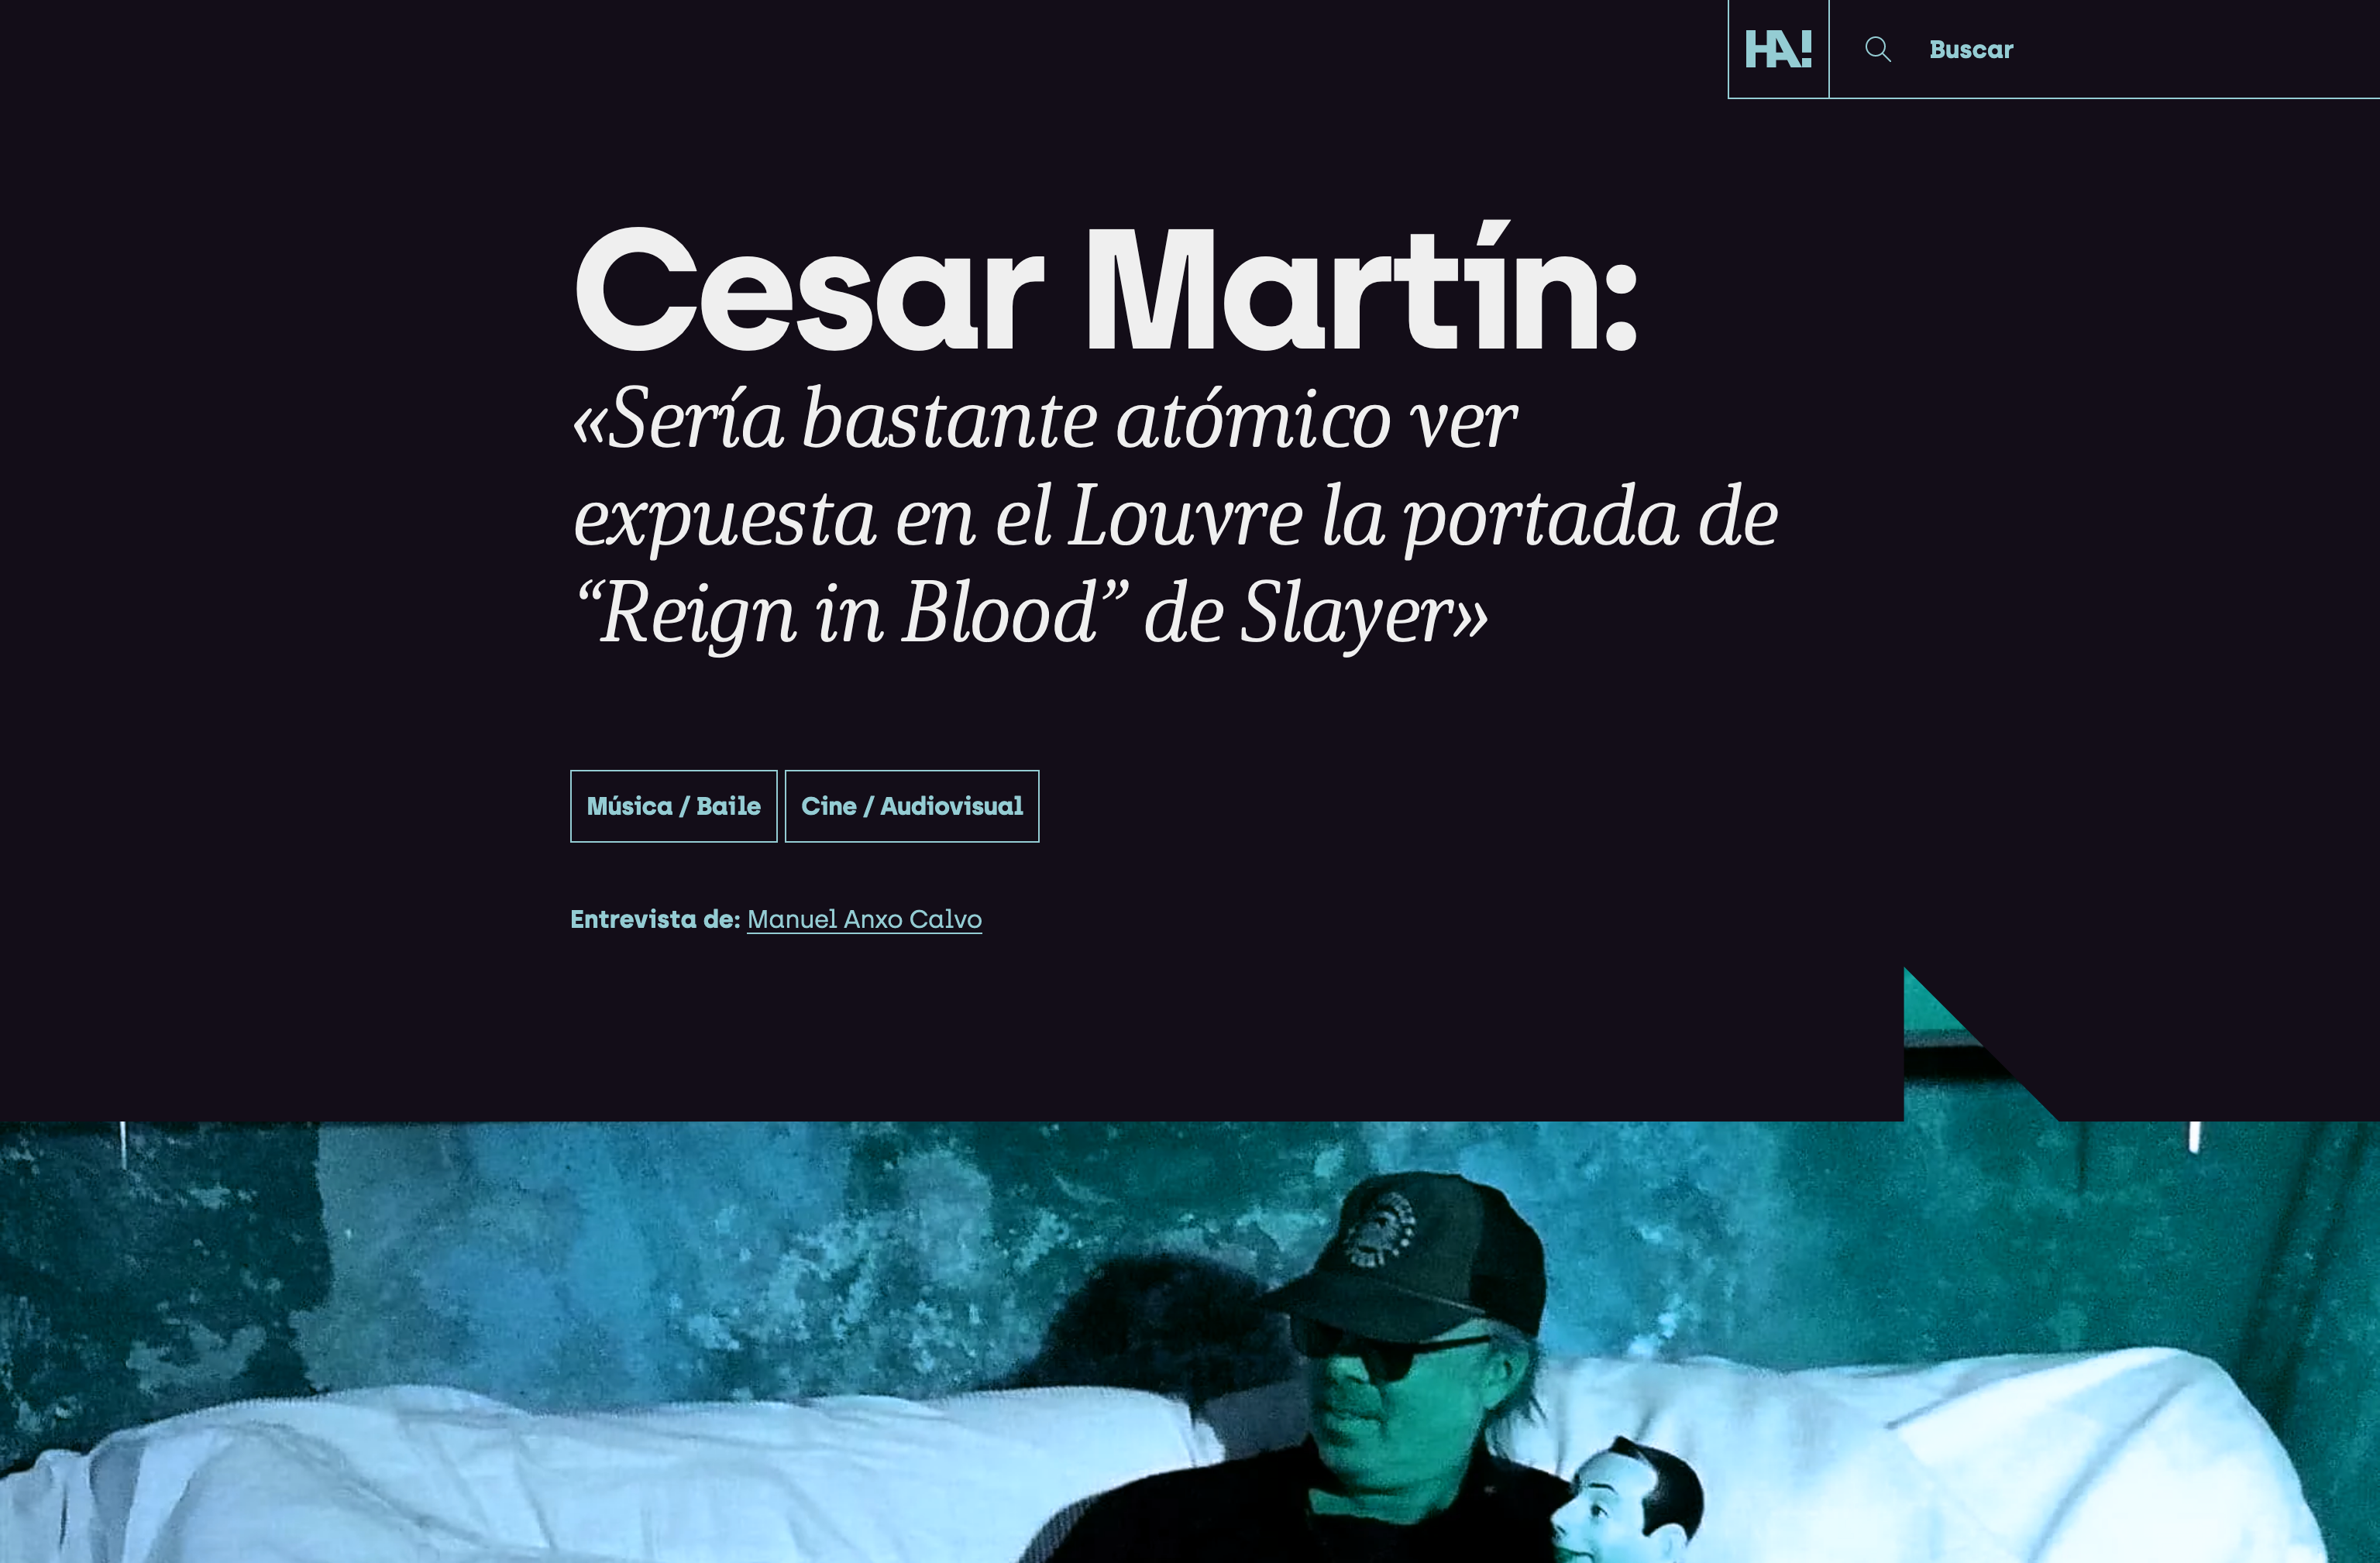 HA!
Buscar
Cesar Martín:
«Sería bastante atómico ver
expuesta en el Louvre la portada de
“Reign in Blood” de Slayer»
Música / Baile
Cine / Audiovisual
Entrevista de: Manuel Anxo Calvo